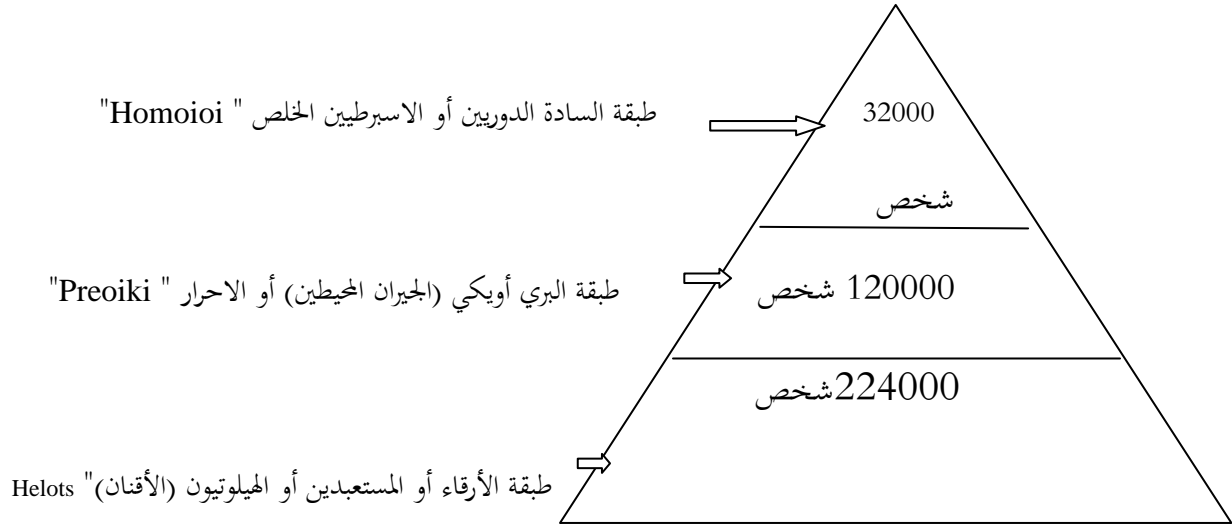 32000
طبقة السادة الدوريين أو الاسبرطيين الخلص " Homoioi"
شخص
120000 شخص
طبقة البري أويكي (الجيران المحيطين) أو الاحرار " Preoiki"
224000شخص
طبقة الأرقاء أو المستعبدين أو الهيلوتيون (الأقنان)" Helots